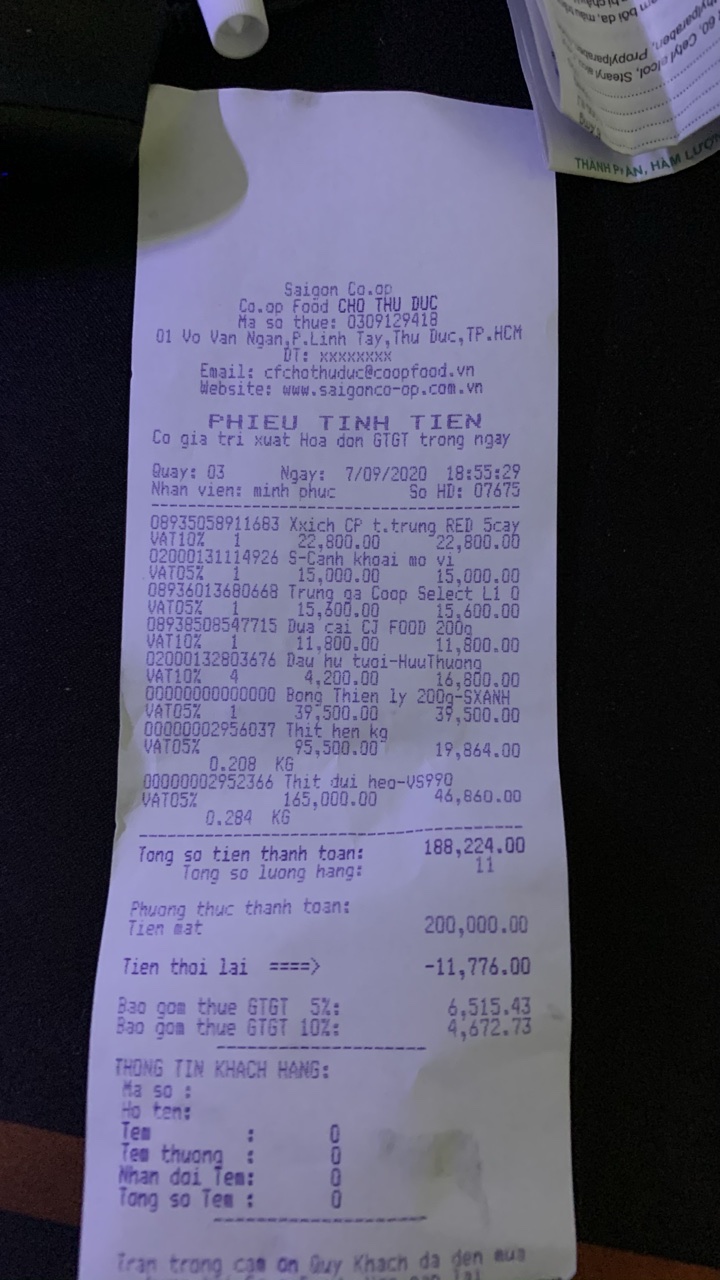 Saigon Co.op
Co.op Food CHO THU DUC
Ma so thue: 0309129418
01 Vo Van Ngan,P.Linh Tay,Thu Duc,TP.HCM
DT: xxxxxxxx
Email: cfchothuduc@coopfood.vn
Website: www.saigonco-op.com.vn
PHIEU TINH TIEN
Co gia tri xuat Hoa don GTGT trong ngay
Quay: 03 Ngay: 7/09/2020 18:55:29
Nhan vien: minh phuc So HD: 07675
08935058911683 Xxich CP t.trung RED 5cay
VAT10% 1 22,800.00 22,800.00
02000131114926 S-Canh khoai mo vi
VAT05% 1 15,000.00 15,000.00
08936013680668 Trung ga Coop Select L1 0
VAT05% 1 15,600.00 15,600.00
08938508547715 Dua cai CJ FOOD 200g
VAT10% 1 11,800.00 11,800.00
02000132803676 Dau hu tuoi-HuuThuong
VAT10% 4 4,200.00 16,800.00
00000000000000 Bong Thien ly 200g-SXANH
VAT05% 1 39,500.00 39,500.00
00000002956037 Thit hen kg
VAT05% 95,500.00 19,864.00
0.208 KG
00000002952366 Thit dui heo-VS990
VAT05% 165,000.00 46,860.00
0.284 KG
Tong so tien thanh toan: 188,224.00
Tong so luong hang: 11
Phuong thuc thanh toan:
Tien mat 200,000.00
Tien thoi lai ====> -11,776.00
Bao gom thue GTGT 5%: 6,515.43
Bao gom thue GTGT 10%: 4,672.73
THONG TIN KHACH HANG:
Ma so :
Ho ten:
Tem : 0
Tem thuong : 0
Nhan doi Tem: 0
Tong so Tem : 0
Tran trong cam on Quy Khach da den mua
THÀNH PHẦN, HÀM LƯỢ
Stearyl alcol, Cetyl alcol,
Propylparaben,